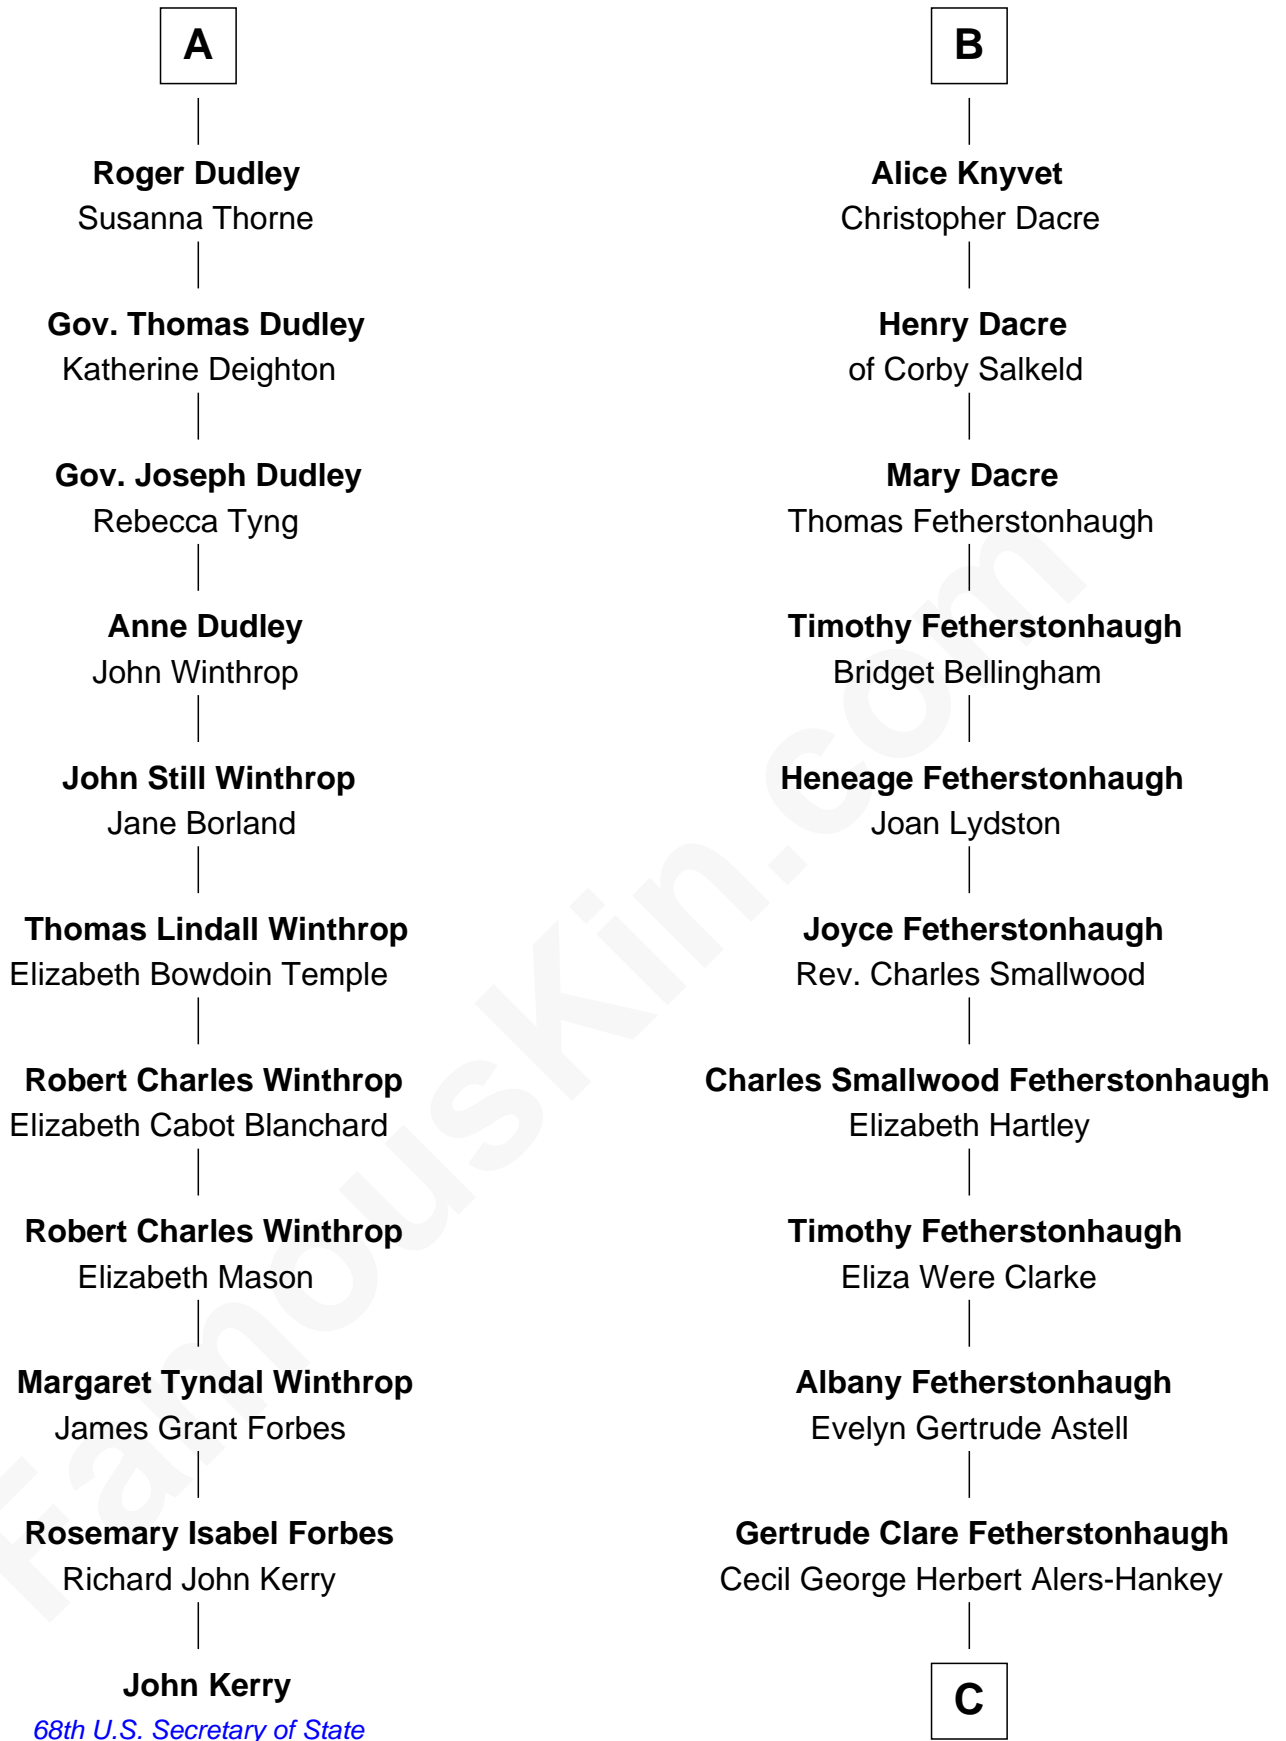 A
Roger Dudley
Susanna Thorne
Gov. Thomas Dudley
Katherine Deighton
Gov. Joseph Dudley
Rebecca Tyng
Anne Dudley
John Winthrop
John Still Winthrop
Jane Borland
Thomas Lindall Winthrop
Elizabeth Bowdoin Temple
Robert Charles Winthrop
Elizabeth Cabot Blanchard
Robert Charles Winthrop
Elizabeth Mason
Margaret Tyndal Winthrop
James Grant Forbes
Rosemary Isabel Forbes
Richard John Kerry
John Kerry
68th U.S. Secretary of State
B
Alice Knyvet
Christopher Dacre
Henry Dacre
of Corby Salkeld
Mary Dacre
Thomas Fetherstonhaugh
Timothy Fetherstonhaugh
Bridget Bellingham
Heneage Fetherstonhaugh
Joan Lydston
Joyce Fetherstonhaugh
Rev. Charles Smallwood
Charles Smallwood Fetherstonhaugh
Elizabeth Hartley
Timothy Fetherstonhaugh
Eliza Were Clarke
Albany Fetherstonhaugh
Evelyn Gertrude Astell
Gertrude Clare Fetherstonhaugh
Cecil George Herbert Alers-Hankey
C
FamousKin.com